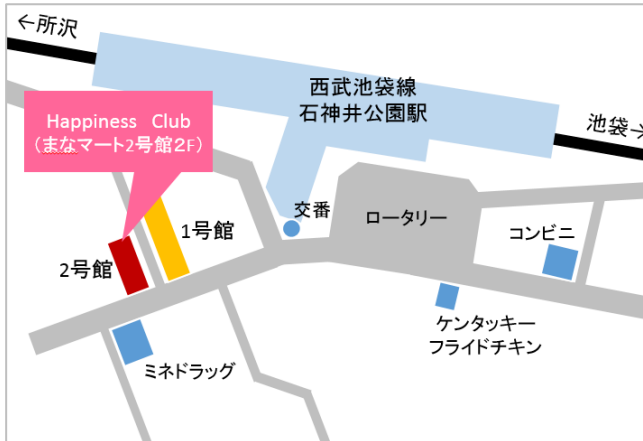 ←所沢
西武池袋線
石神井公園駅
池袋→
Happiness Club
(まなマート2号館2F)
交番
ロータリー
コンビニ
1号館
2号館
ケンタッキー
フライドチキン
ミネドラッグ